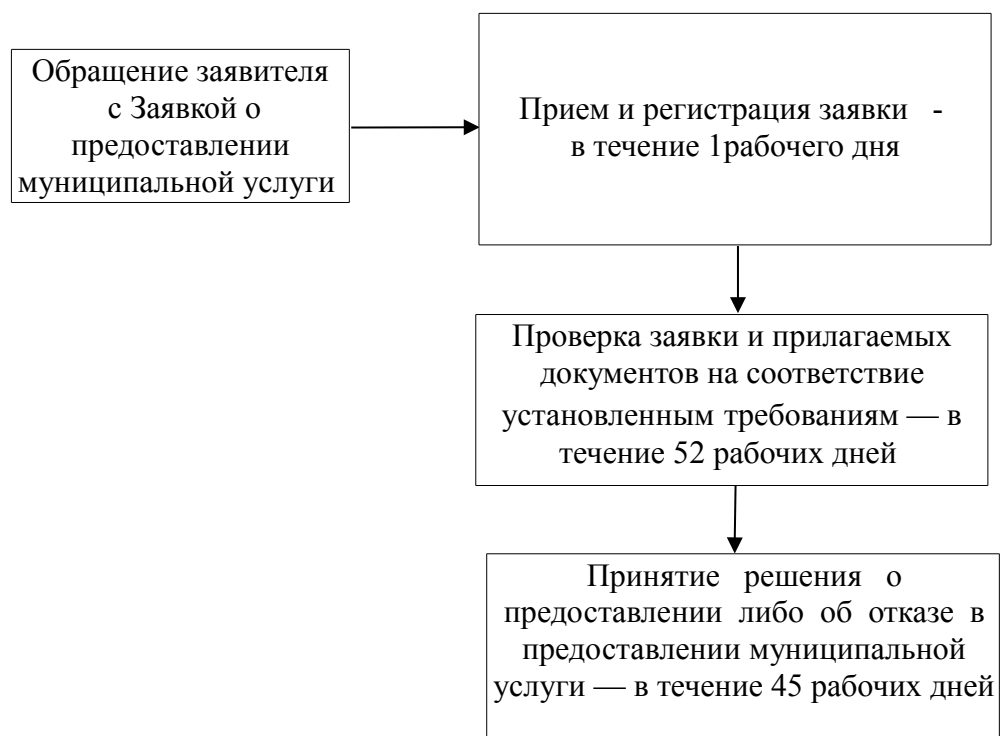 Обращение заявителя
с Заявкой о
предоставлении
муниципальной услуги
Прием и регистрация заявки -
в течение 1рабочего дня
Проверка заявки и прилагаемых
документов на соответствие
установленным требованиям — в
течение 52 рабочих дней
Принятие решения о
предоставлении либо об отказе в
предоставлении муниципальной
услуги — в течение 45 рабочих дней